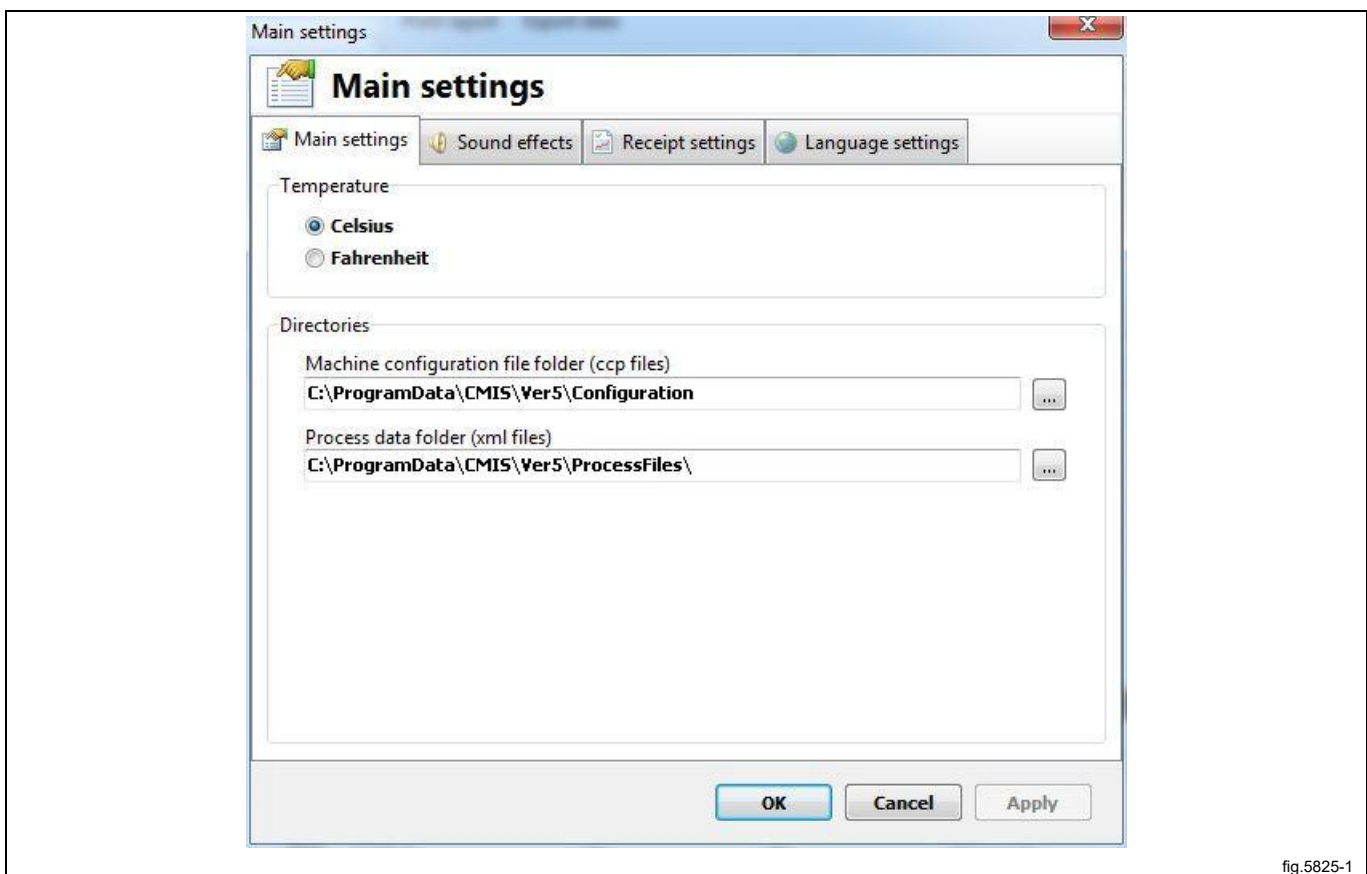 Main settings
X
Main settings
Main settings Sound effects Receipt settings Language settings
Temperature
Celsius
Fahrenheit
Directories
Machine configuration file folder (ccp files)
C:\ProgramData\CMIS\Ver5\Configuration
...
Process data folder (xml files)
C:\ProgramData\CMIS\Ver5\ProcessFiles\
...
OK Cancel Apply
fig.5825-1